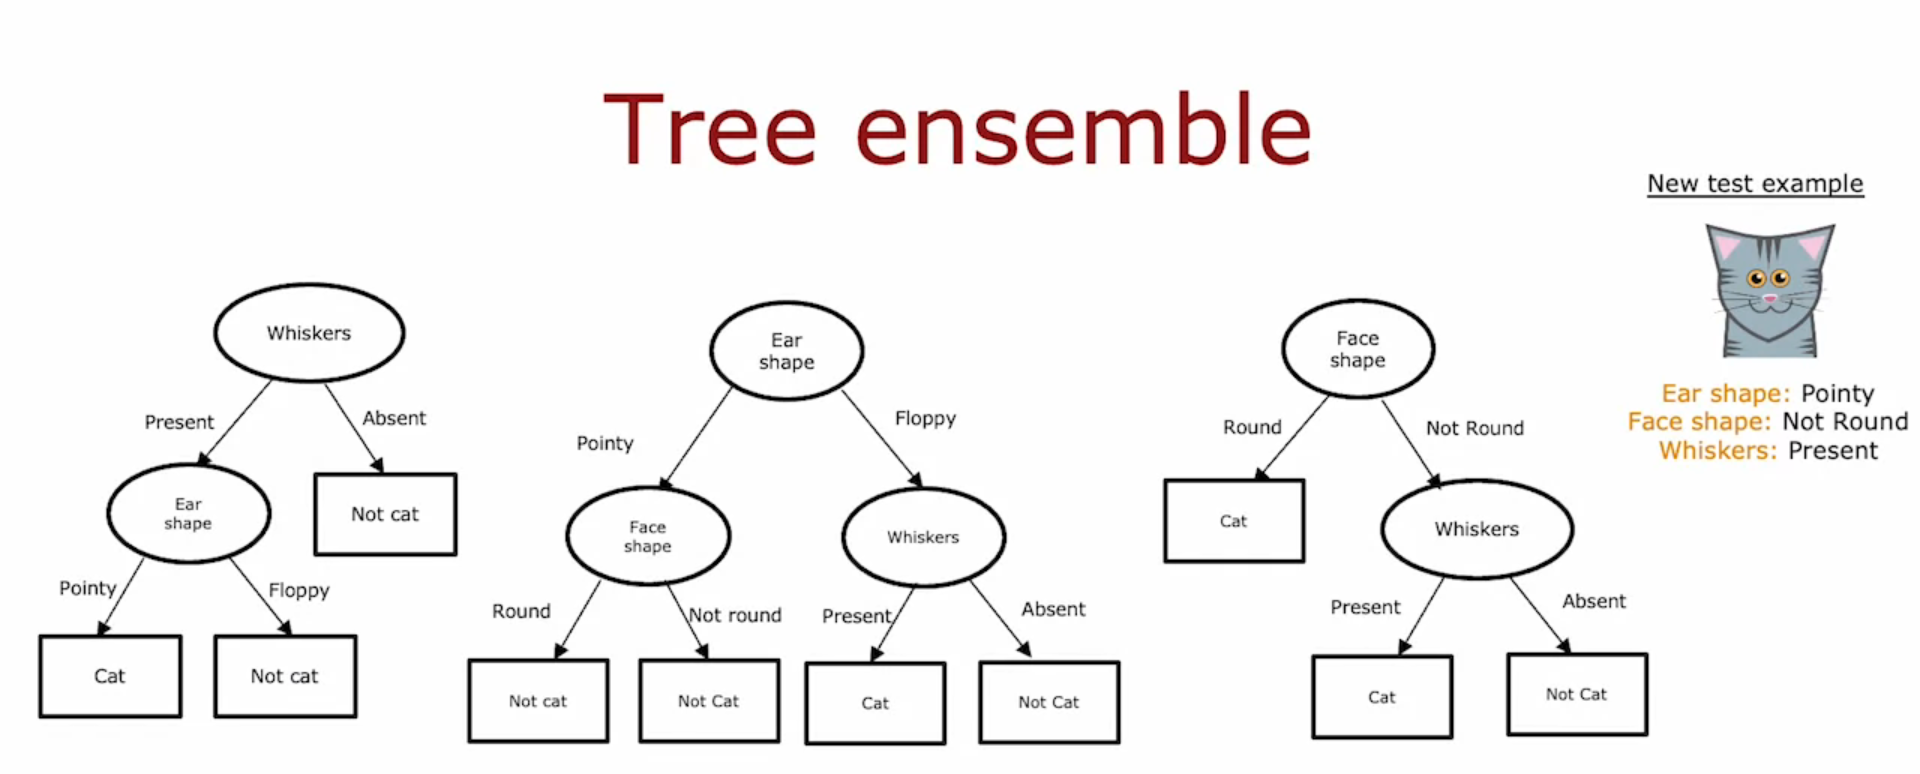 Tree ensemble
New test example
Ear shape: Pointy
Face shape: Not Round
Whiskers: Present
Whiskers
Present
Absent
Ear
shape
Not cat
Pointy
Floppy
Cat
Not cat
Ear
shape
Pointy
Floppy
Face
shape
Whiskers
Round
Not round
Present
Absent
Not cat
Not Cat
Cat
Not Cat
Face
shape
Round
Not Round
Cat
Whiskers
Present
Absent
Cat
Not Cat